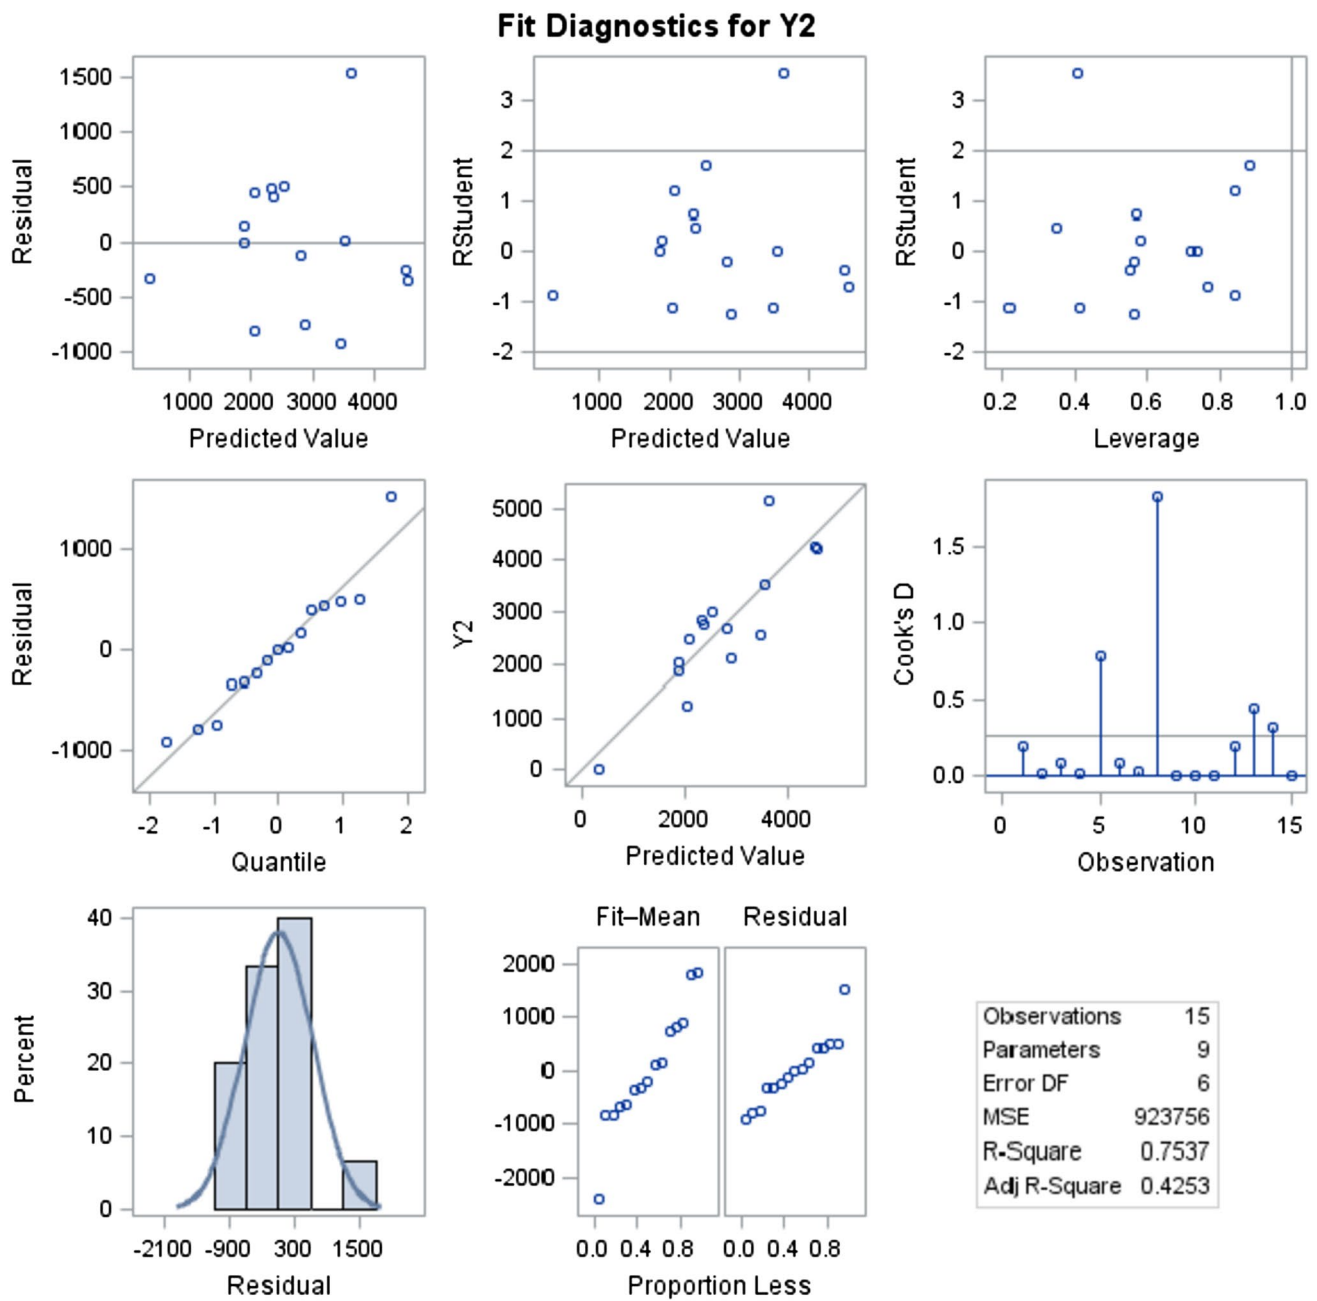 Fit Diagnostics for Y2
Residual
1500
1000
500
0
-500
-1000
1000 2000 3000 4000
Predicted Value
RStudent
3
2
1
0
-1
-2
1000 2000 3000 4000
Predicted Value
RStudent
3
2
1
0
-1
-2
0.2 0.4 0.6 0.8 1.0
Leverage
Residual
1000
0
-1000
-2 -1 0 1 2
Quantile
Y2
5000
4000
3000
2000
1000
0
0 2000 4000
Predicted Value
Cook's D
1.5
1.0
0.5
0.0
0 5 10 15
Observation
Percent
40
30
20
10
0
-2100 -900 300 1500
Residual
Fit–Mean Residual
2000
1000
0
-1000
-2000
0.0 0.4 0.8 0.0 0.4 0.8
Proportion Less
Observations 15
Parameters 9
Error DF 6
MSE 923756
R-Square 0.7537
Adj R-Square 0.4253